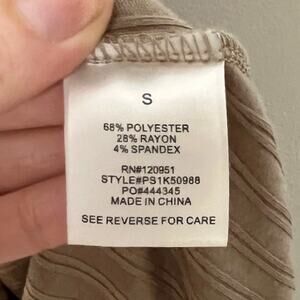 S
68% POLYESTER
28% RAYON
4% SPANDEX
RN#120951
STYLE#PS1K50988
PO#444345
MADE IN CHINA
SEE REVERSE FOR CARE